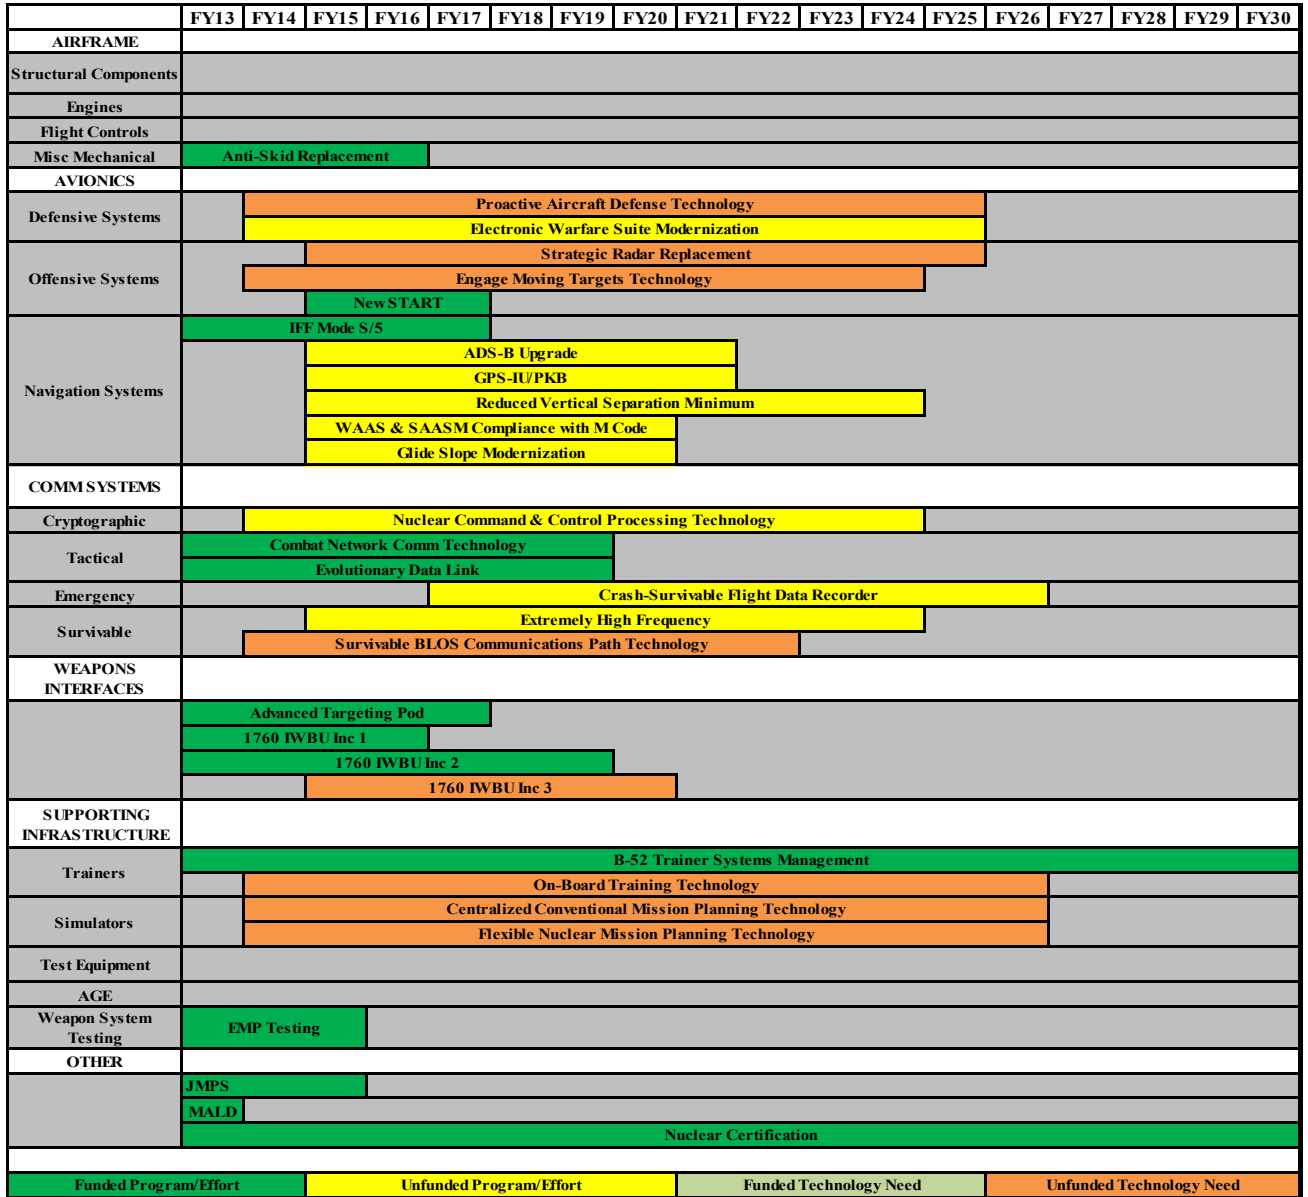 FY13 FY14 FY15 FY16 FY17 FY18 FY19 FY20 FY21 FY22 FY23 FY24 FY25 FY26 FY27 FY28 FY29 FY30
AIRFRAME
Structural Components
Engines
Flight Controls
Misc Mechanical
Anti-Skid Replacement
AVIONICS
Defensive Systems
Proactive Aircraft Defense Technology
Electronic Warfare Suite Modernization
Offensive Systems
Strategic Radar Replacement
Engage Moving Targets Technology
New START
Navigation Systems
IFF Mode S/5
ADS-B Upgrade
GPS-IU/PKB
Reduced Vertical Separation Minimum
WAAS & SAASM Compliance with M Code
Glide Slope Modernization
COMM SYSTEMS
Cryptographic
Nuclear Command & Control Processing Technology
Tactical
Combat Network Comm Technology
Evolutionary Data Link
Emergency
Crash-Survivable Flight Data Recorder
Survivable
Extremely High Frequency
Survivable BLOS Communications Path Technology
WEAPONS
INTERFACES
Advanced Targeting Pod
1760 IWBU Inc 1
1760 IWBU Inc 2
1760 IWBU Inc 3
SUPPORTING
INFRASTRUCTURE
Trainers
B-52 Trainer Systems Management
On-Board Training Technology
Simulators
Centralized Conventional Mission Planning Technology
Flexible Nuclear Mission Planning Technology
Test Equipment
AGE
Weapon System
Testing
EMP Testing
OTHER
JMPS
MALD
Nuclear Certification
Funded Program/Effort
Unfunded Program/Effort
Funded Technology Need
Unfunded Technology Need